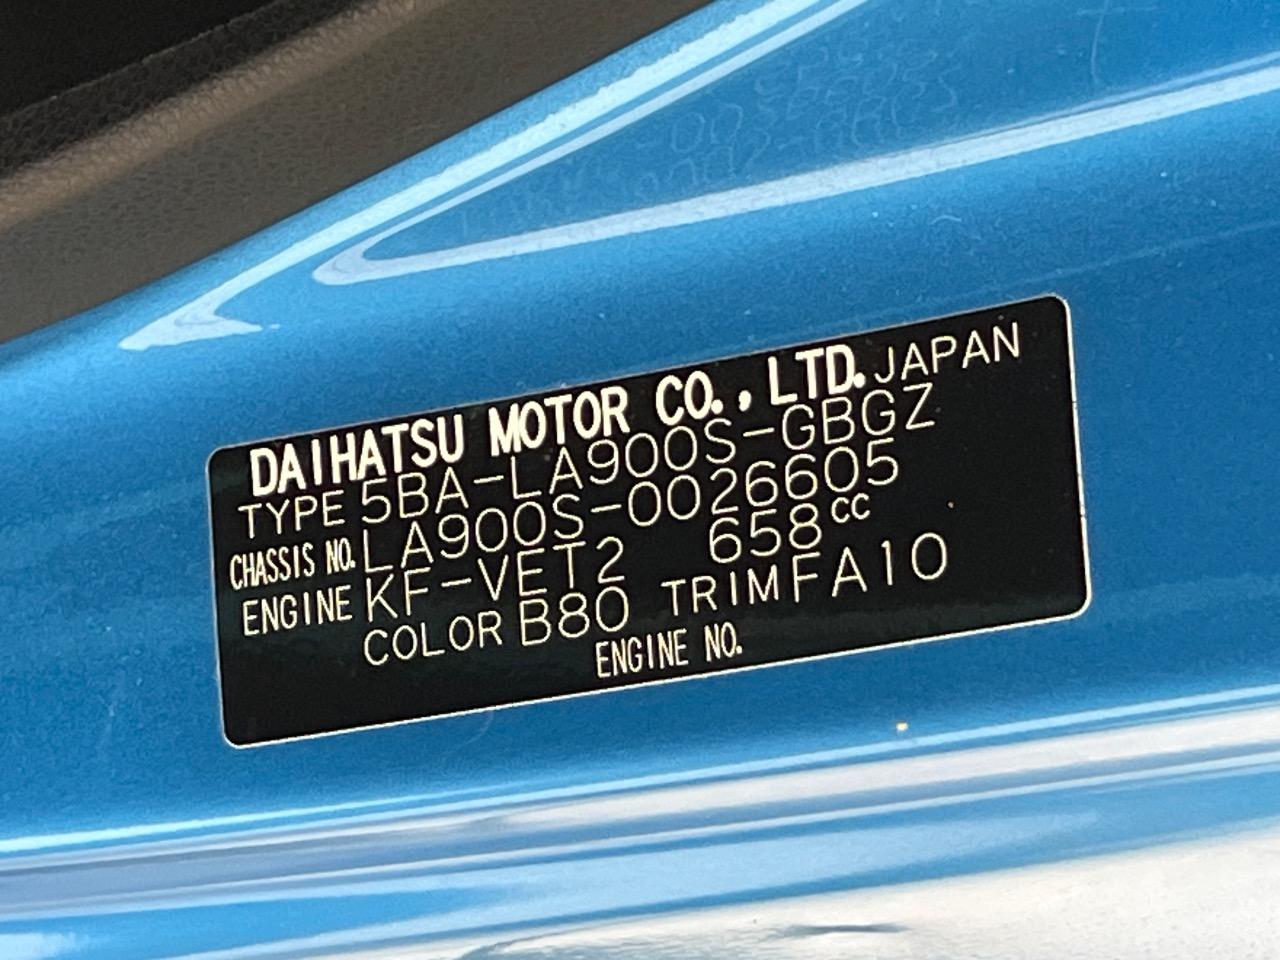 DAIHATSU MOTOR CO., LTD. JAPAN
TYPE 5BA-LA900S-GBGZ
CHASSIS NO. LA900S-0026605
ENGINE KF-VET2 658cc
COLOR B80 TRIM FA10
ENGINE NO.